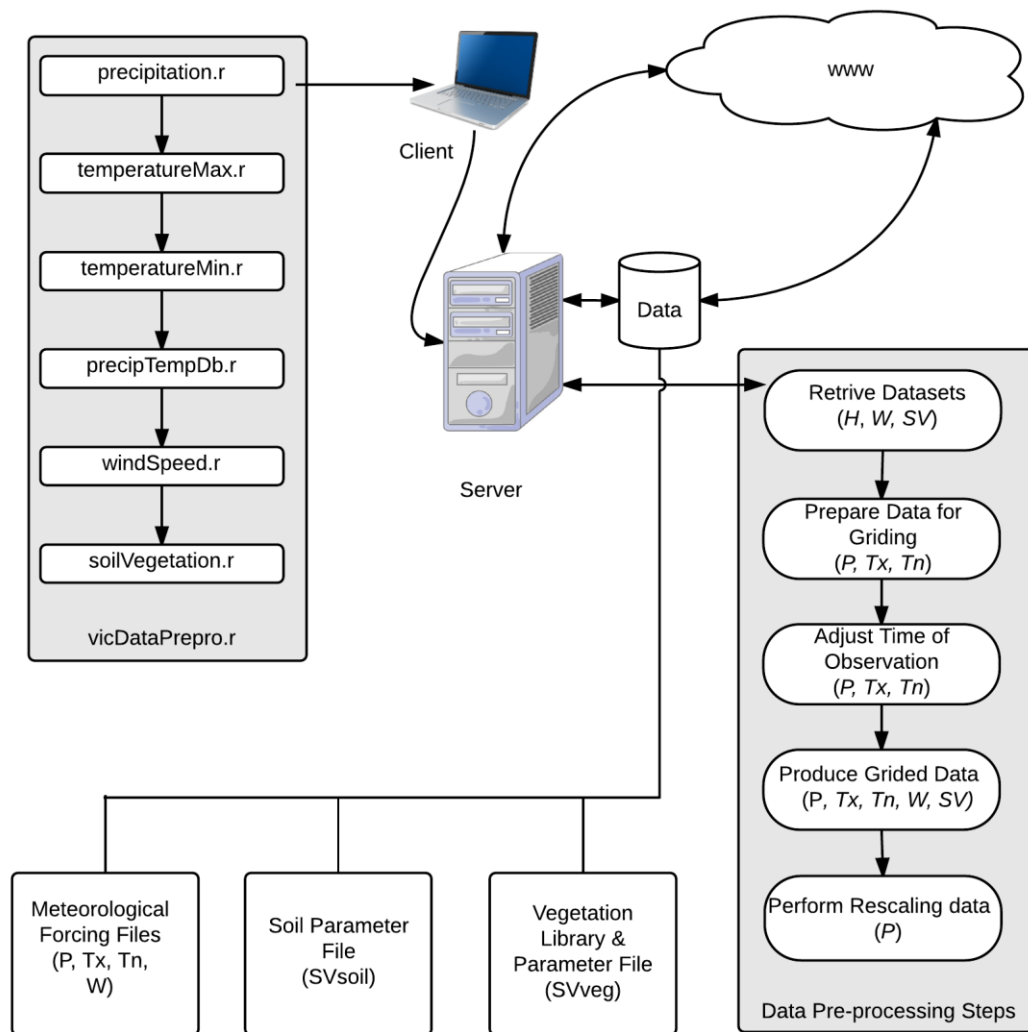 precipitation.r
temperatureMax.r
temperatureMin.r
precipTempDb.r
windSpeed.r
soilVegetation.r
vicDataPrepro.r
Client
www
Server
Data
Retrive Datasets
(H, W, SV)
Prepare Data for
Griding
(P, Tx, Tn)
Adjust Time of
Observation
(P, Tx, Tn)
Produce Grided Data
(P, Tx, Tn, W, SV)
Perform Rescaling data
(P)
Data Pre-processing Steps
Meteorological
Forcing Files
(P, Tx, Tn,
W)
Soil Parameter
File
(SVsoil)
Vegetation
Library &
Parameter File
(SVveg)